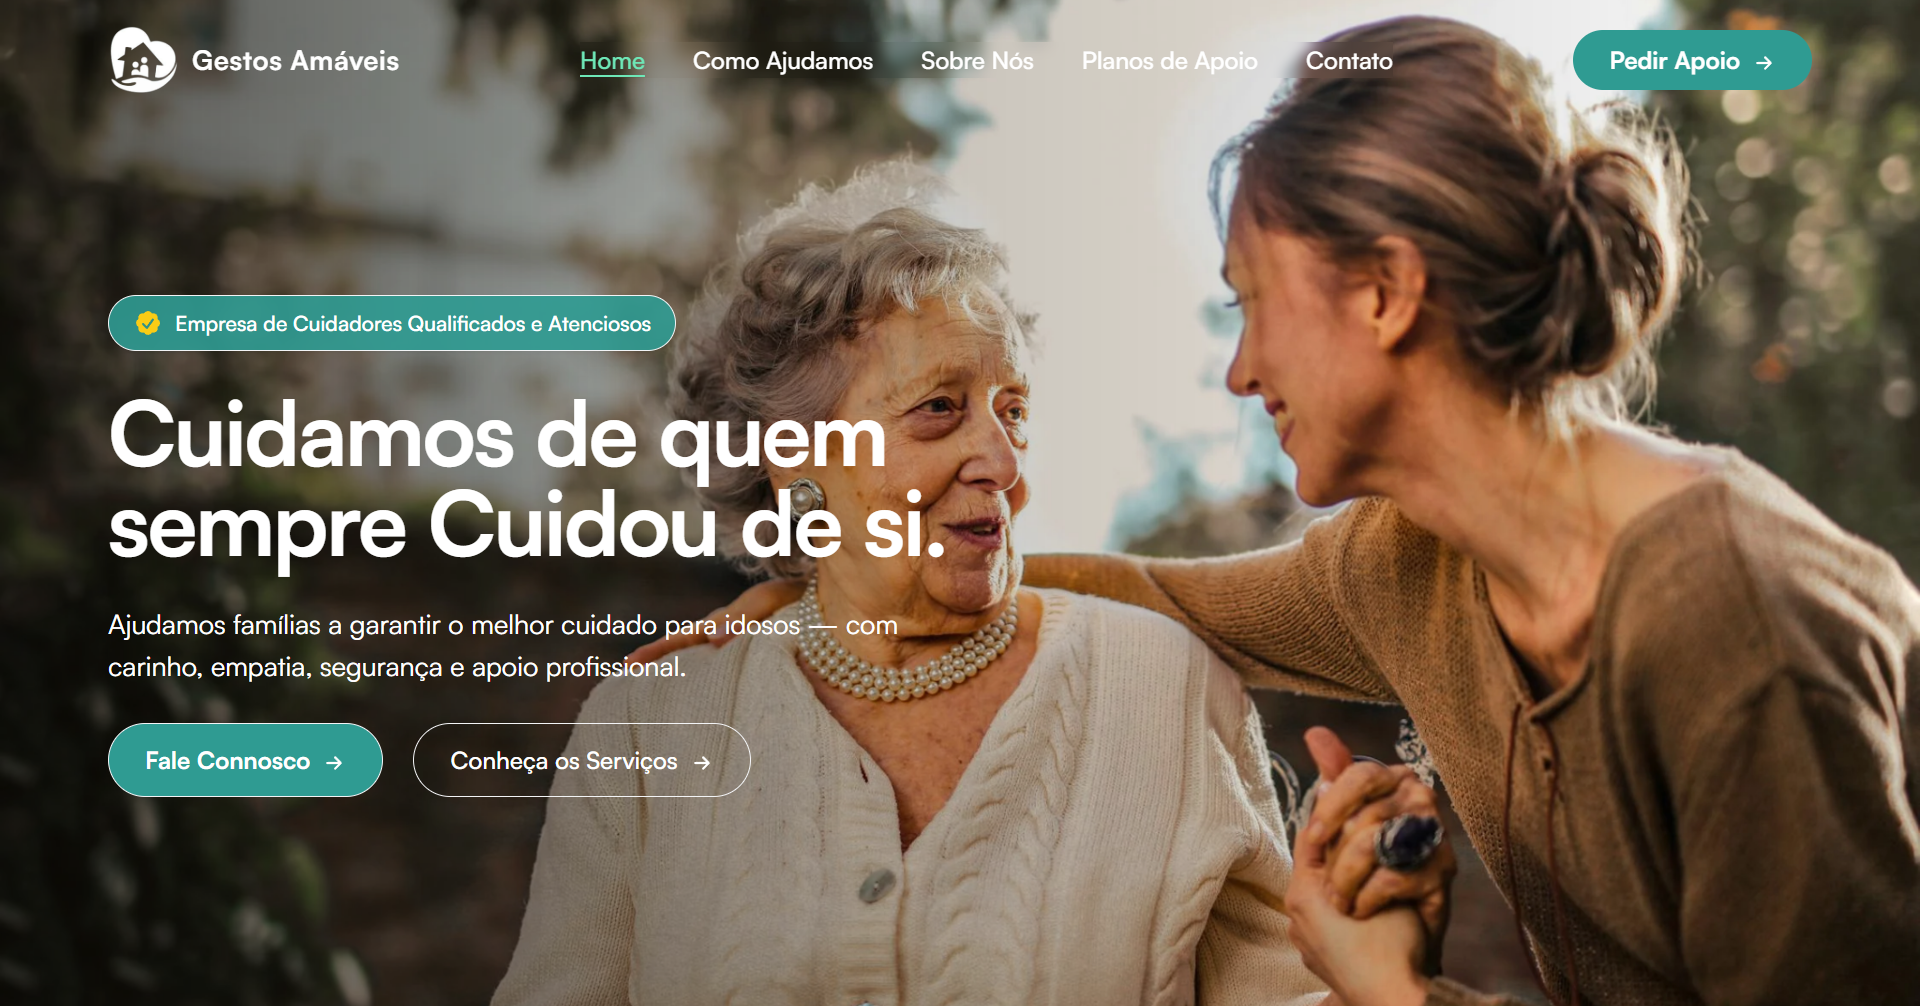 Gestos Amáveis
Home
Como Ajudamos
Sobre Nós
Planos de Apoio
Contato
Pedir Apoio →
Empresa de Cuidadores Qualificados e Atenciosos
Cuidamos de quem
sempre Cuidou de si.
Ajudamos famílias a garantir o melhor cuidado para idosos — com
carinho, empatia, segurança e apoio profissional.
Fale Connosco →
Conheça os Serviços →